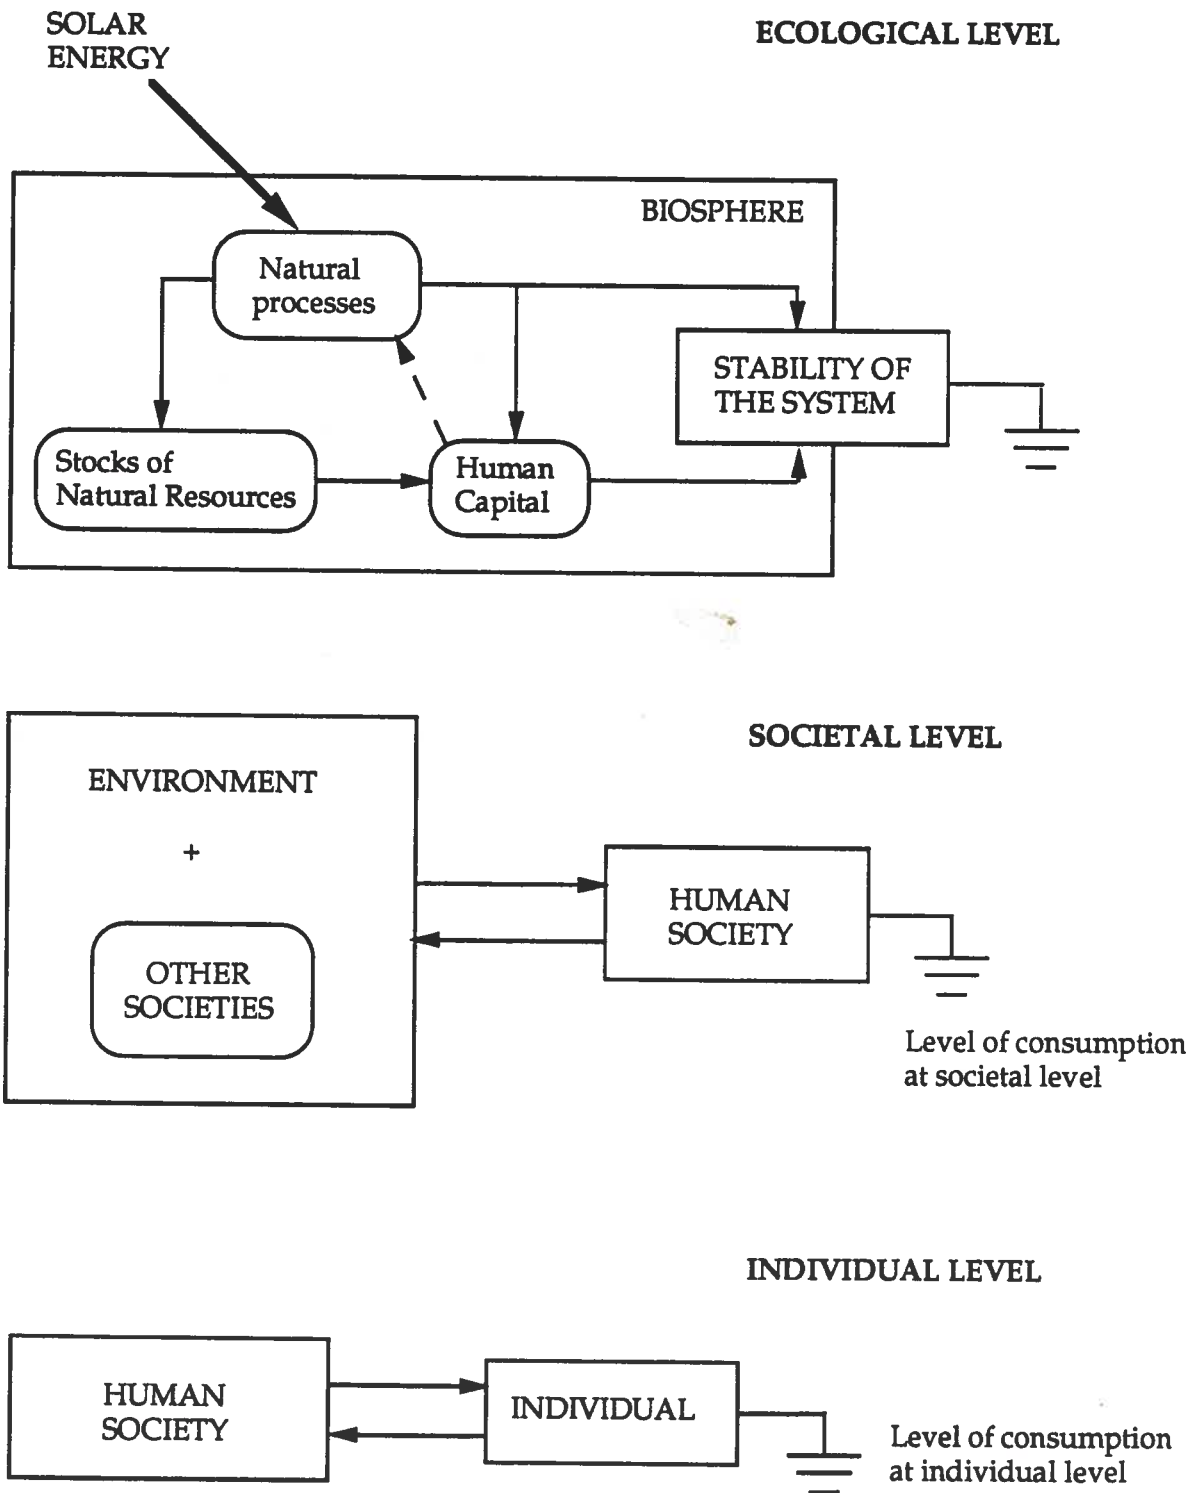 SOLAR
ENERGY
ECOLOGICAL LEVEL
BIOSPHERE
Natural
processes
STABILITY OF
THE SYSTEM
Stocks of
Natural Resources
Human
Capital
SOCIETAL LEVEL
ENVIRONMENT
+
HUMAN
SOCIETY
OTHER
SOCIETIES
Level of consumption
at societal level
INDIVIDUAL LEVEL
HUMAN
SOCIETY
INDIVIDUAL
Level of consumption
at individual level